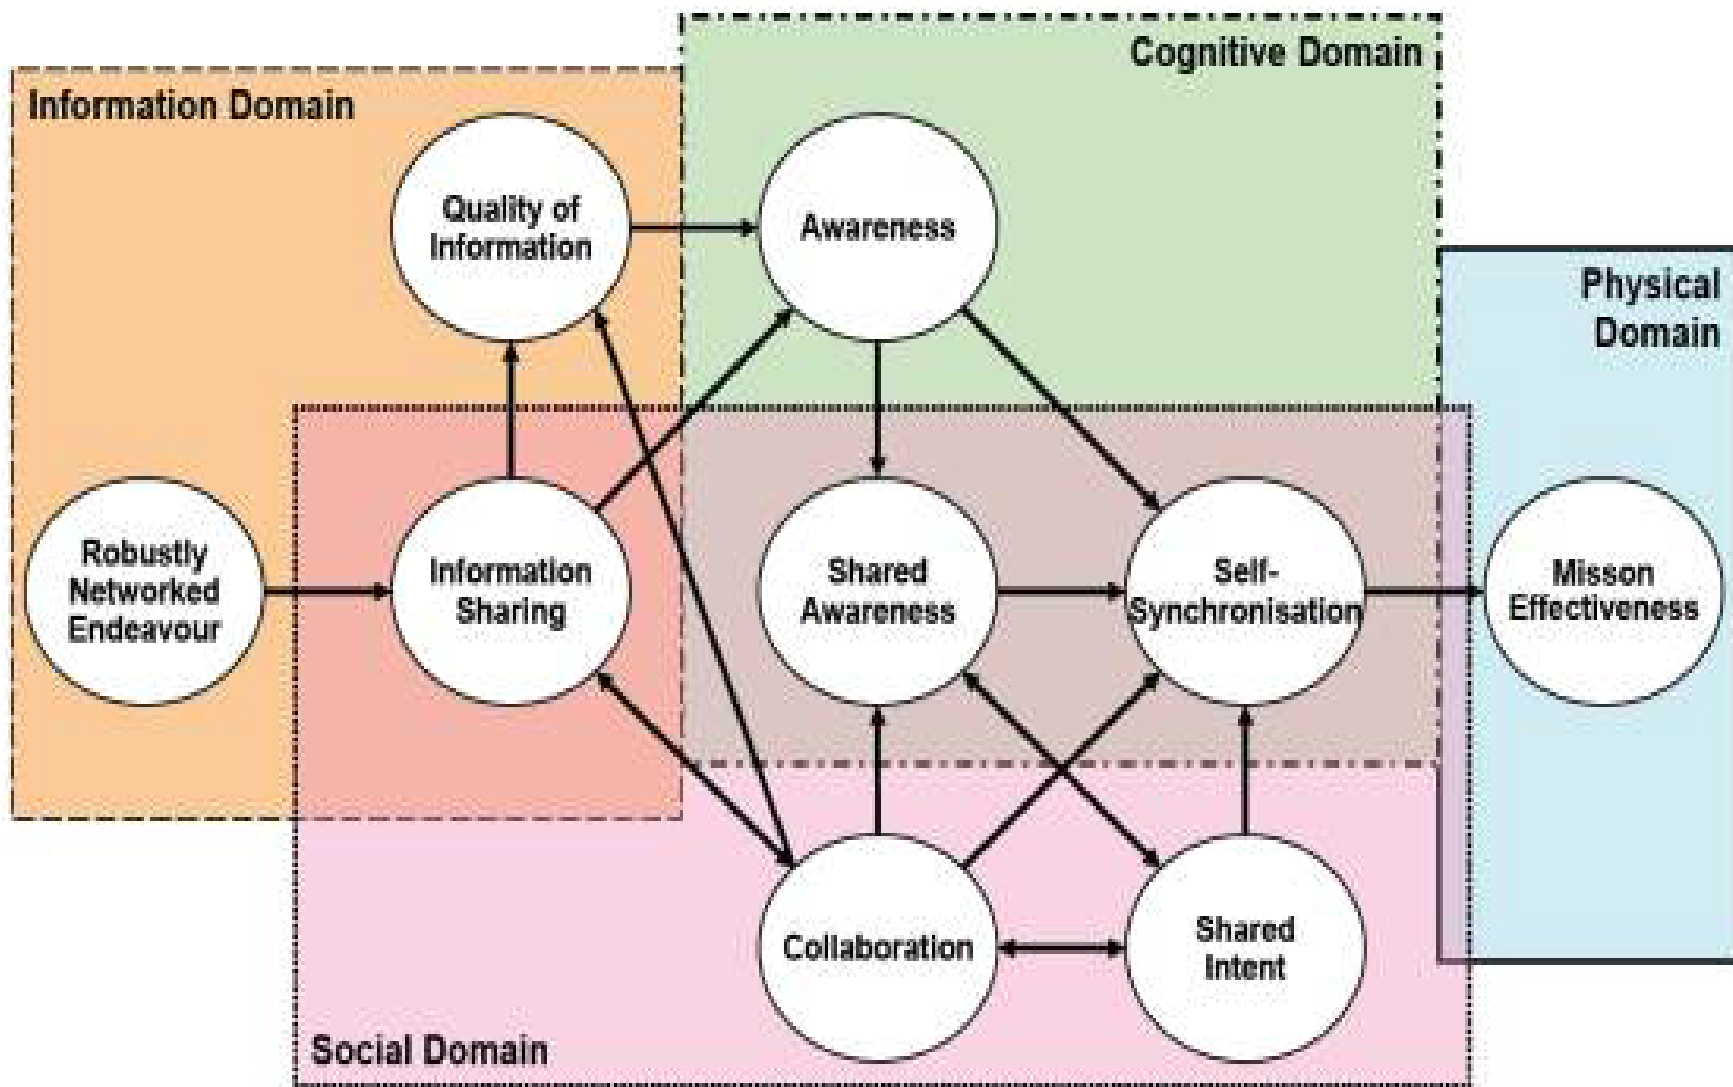 Cognitive Domain
Information Domain
Quality of
Information
Awareness
Physical
Domain
Robustly
Networked
Endeavour
Information
Sharing
Shared
Awareness
Self-
Synchronisation
Misson
Effectiveness
Collaboration
Shared
Intent
Social Domain